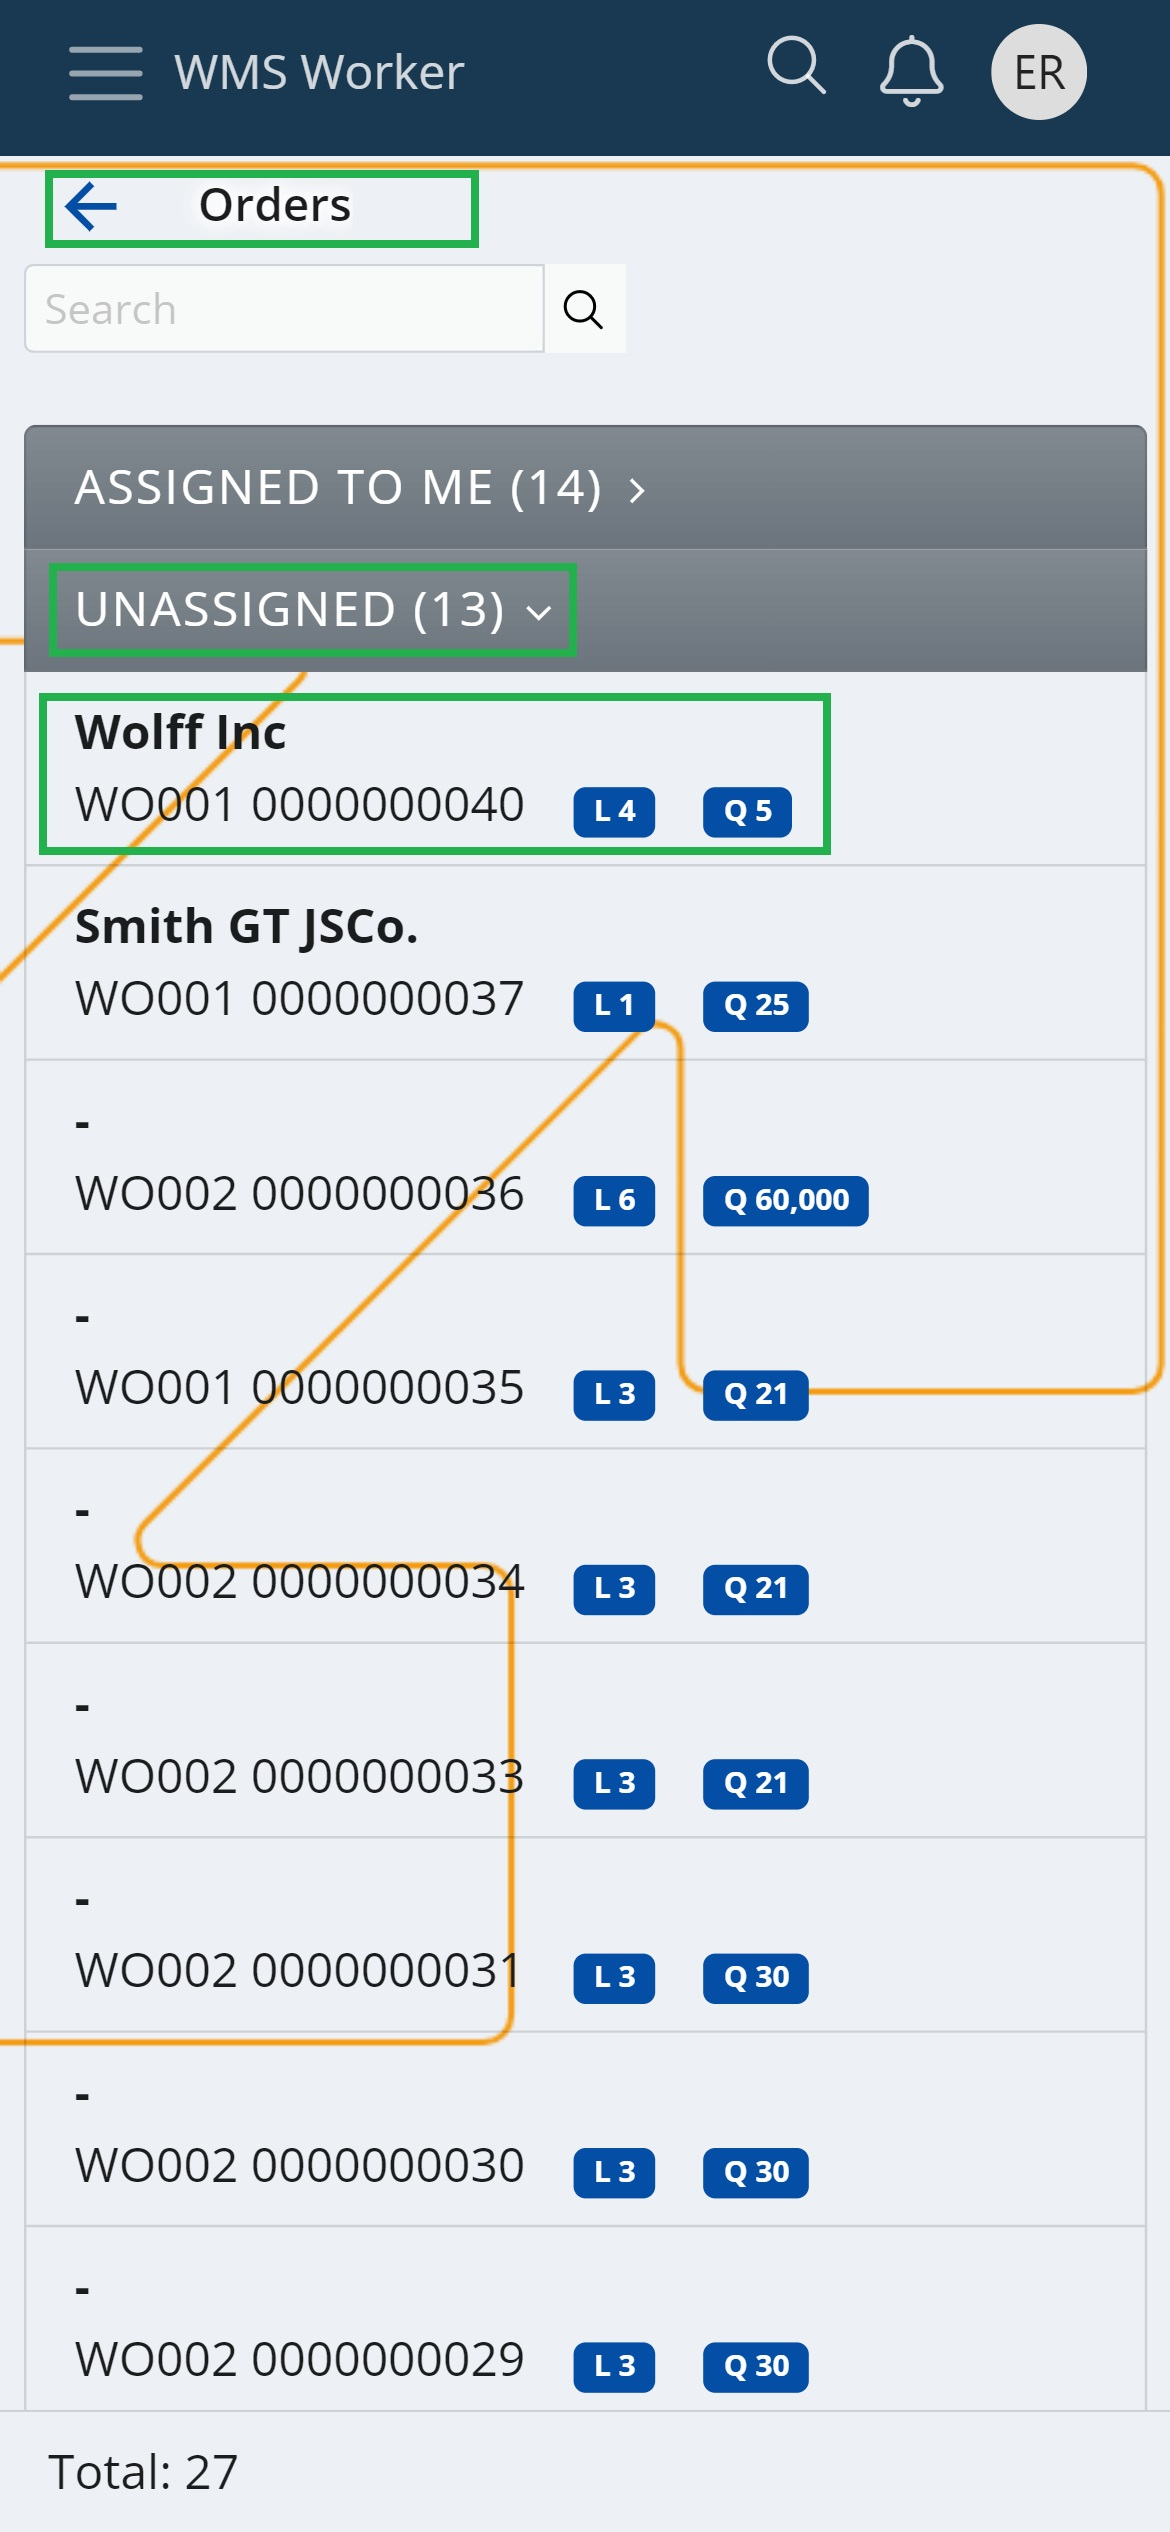 WMS Worker
ER
Orders
Search
ASSIGNED TO ME (14)
UNASSIGNED (13)
Wolff Inc
WO001 0000000040 L 4 Q 5
Smith GT JSCo.
WO001 0000000037 L 1 Q 25
-
WO002 0000000036 L 6 Q 60,000
-
WO001 0000000035 L 3 Q 21
-
WO002 0000000034 L 3 Q 21
-
WO002 0000000033 L 3 Q 21
-
WO002 0000000031 L 3 Q 30
-
WO002 0000000030 L 3 Q 30
-
WO002 0000000029 L 3 Q 30
Total: 27